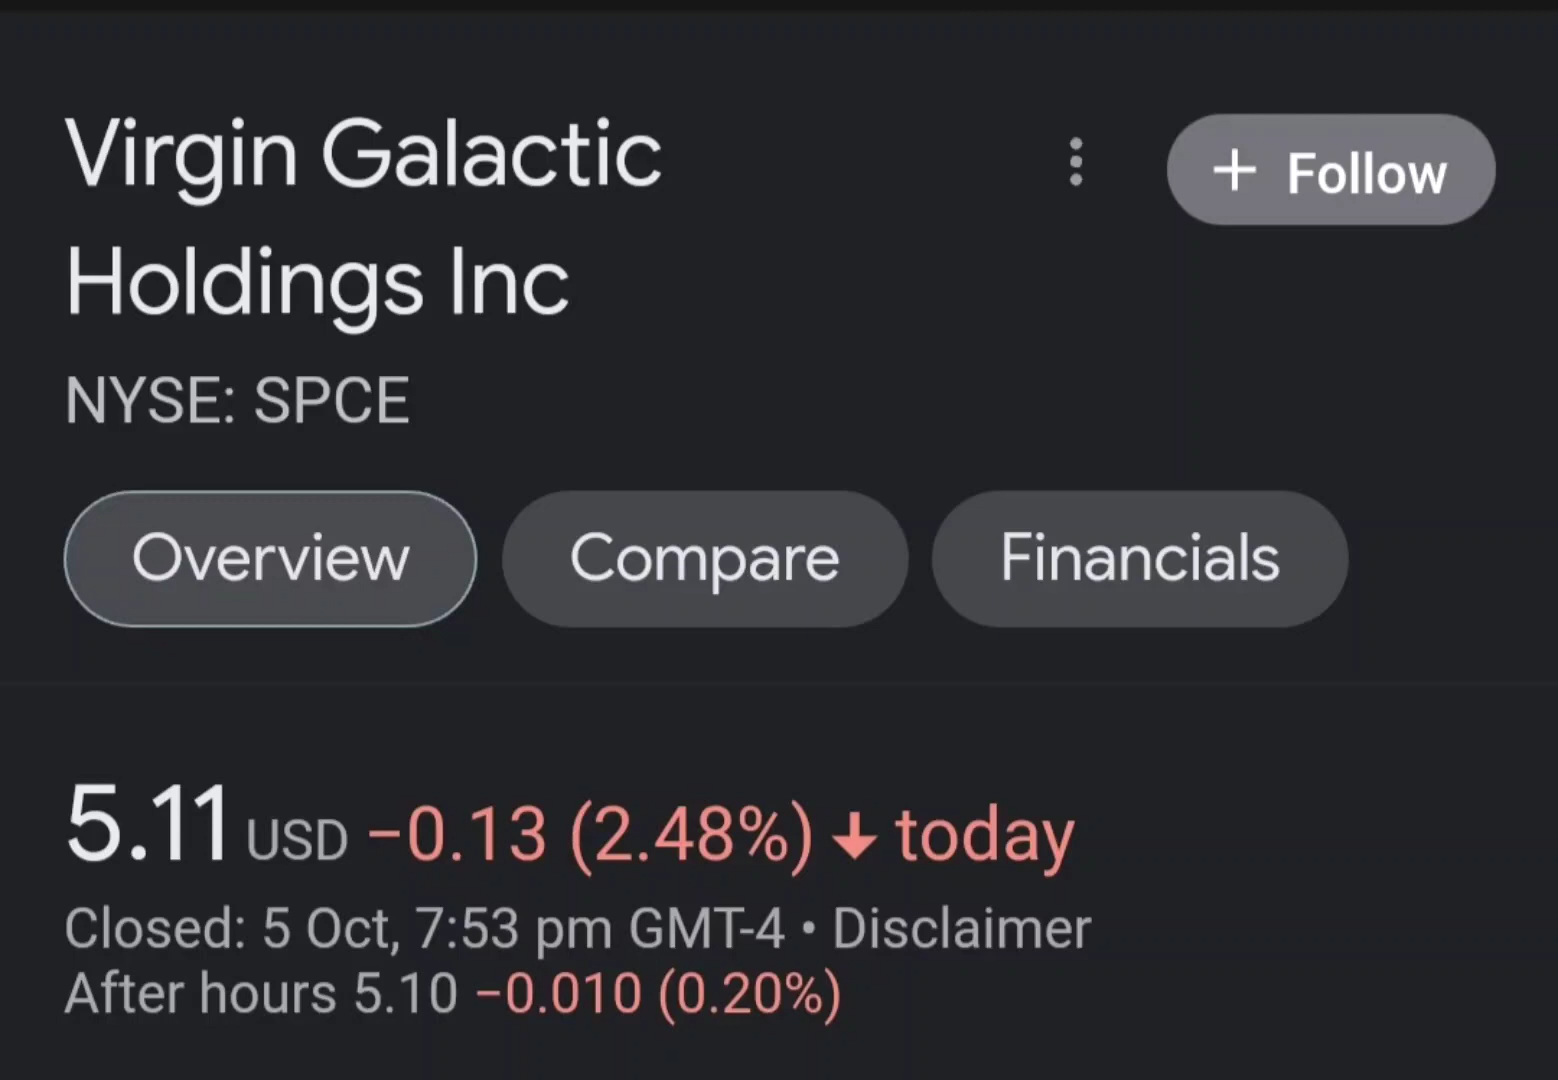 Virgin Galactic
Holdings Inc
+ Follow
NYSE: SPCE
Overview Compare Financials
5.11 USD −0.13 (2.48%) ↓ today
Closed: 5 Oct, 7:53 pm GMT-4 • Disclaimer
After hours 5.10 −0.010 (0.20%)